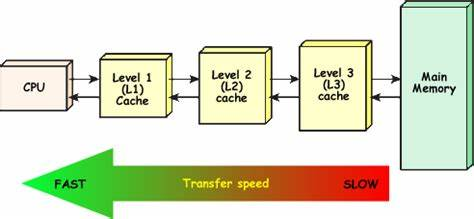 CPU
Level 1
(L1)
Cache
Level 2
(L2)
cache
Level 3
(L3)
cache
Main
Memory
FAST
Transfer speed
SLOW